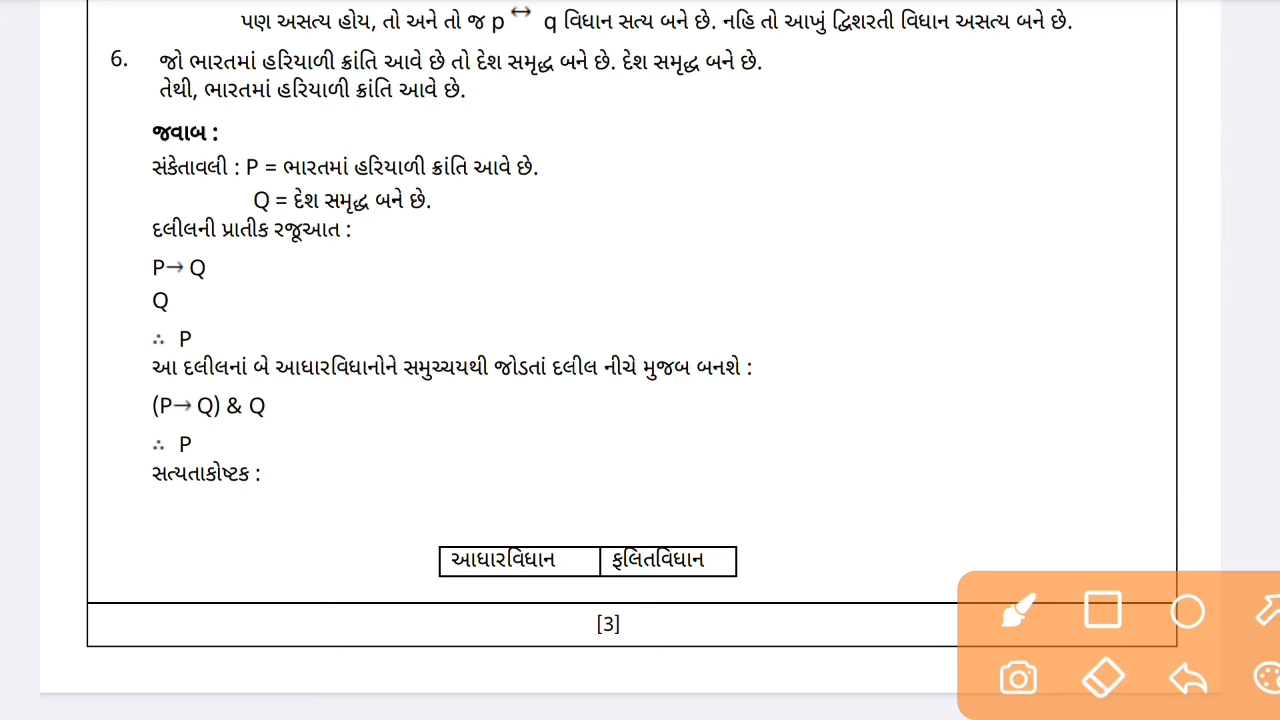 પણ અસત્ય હોય, તો અને તો જ p ↔ q વિધાન સત્ય બને છે. નહિ તો આખું દ્વિશરતી વિધાન અસત્ય બને છે.
6. જો ભારતમાં હરિયાળી ક્રાંતિ આવે છે તો દેશ સમૃદ્ધ બને છે. દેશ સમૃદ્ધ બને છે.
તેથી, ભારતમાં હરિયાળી ક્રાંતિ આવે છે.
જવાબ :
સંકેતાવલી : P = ભારતમાં હરિયાળી ક્રાંતિ આવે છે.
Q = દેશ સમૃદ્ધ બને છે.
દલીલની પ્રાતીક રજૂઆત :
P→ Q
Q
∴ P
આ દલીલનાં બે આધારવિધાનોને સમુચ્ચયથી જોડતાં દલીલ નીચે મુજબ બનશે :
(P→ Q) & Q
∴ P
સત્યતાકોષ્ટક :
આધારવિધાન ફલિતવિધાન
[3]